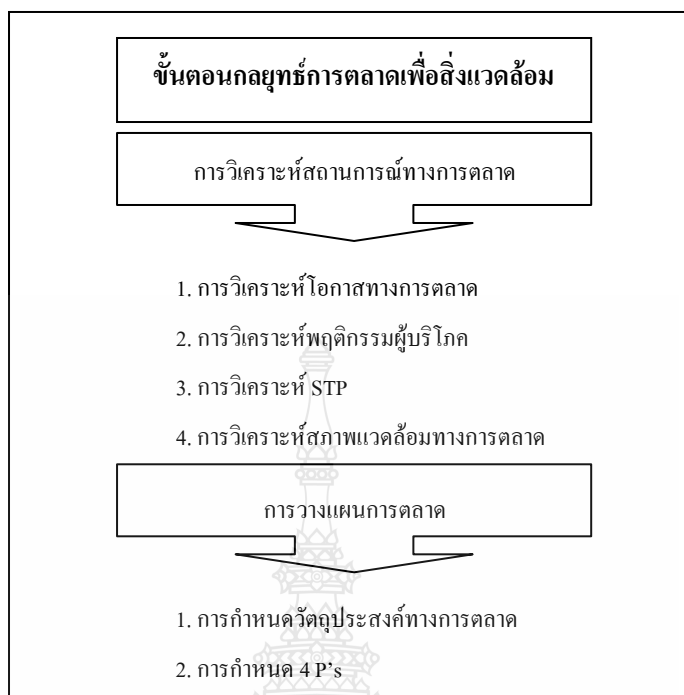 ขั้นตอนกลยุทธ์การตลาดเพื่อสิ่งแวดล้อม
การวิเคราะห์สถานการณ์ทางการตลาด
1. การวิเคราะห์โอกาสทางการตลาด
2. การวิเคราะห์พฤติกรรมผู้บริโภค
3. การวิเคราะห์ STP
4. การวิเคราะห์สภาพแวดล้อมทางการตลาด
การวางแผนการตลาด
1. การกำหนดวัตถุประสงค์ทางการตลาด
2. การกำหนด 4 P’s